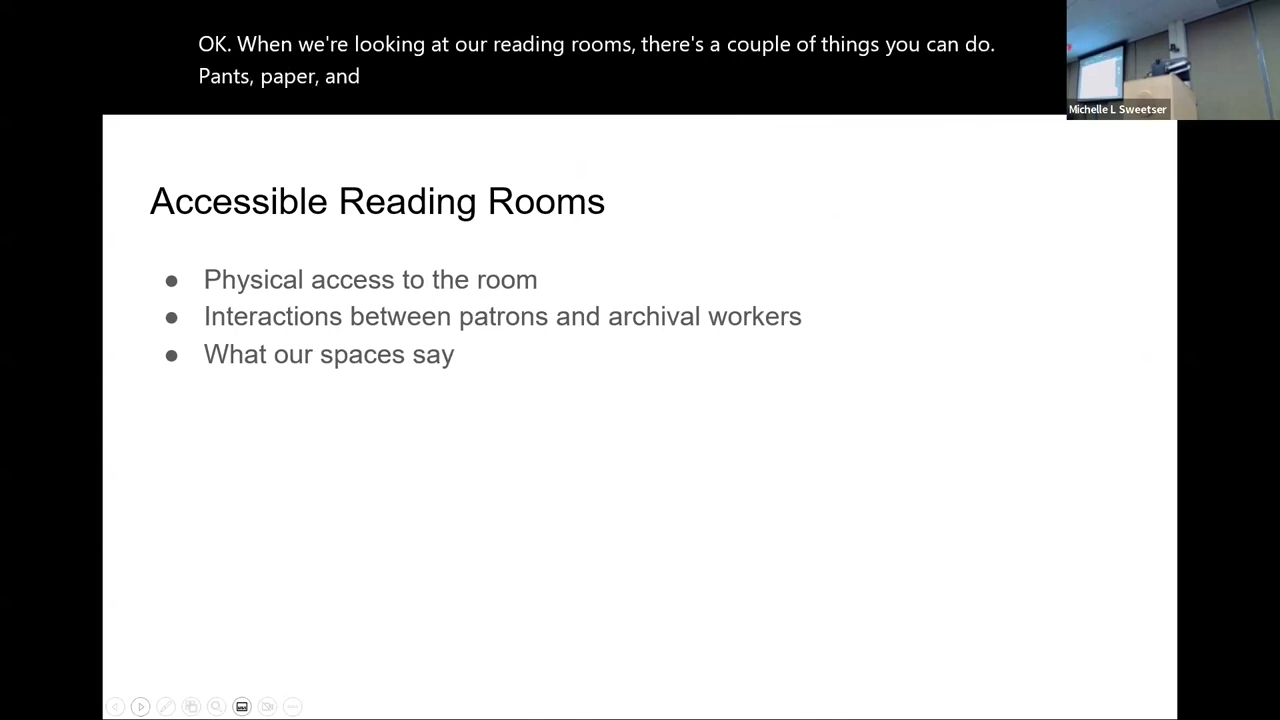 OK. When we're looking at our reading rooms, there's a couple of things you can do.
Pants, paper, and
Michelle L Sweetser
Accessible Reading Rooms
● Physical access to the room
● Interactions between patrons and archival workers
● What our spaces say